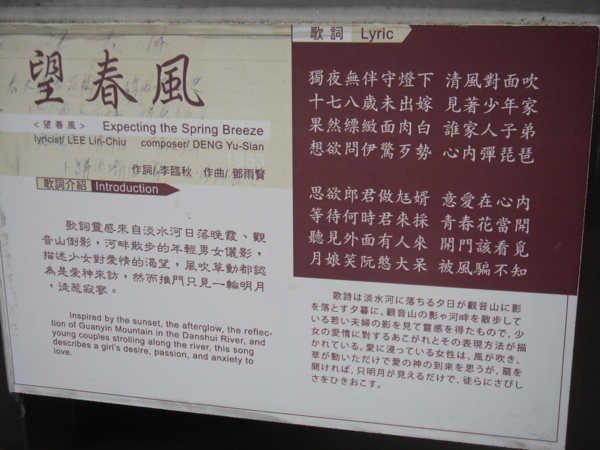 望春風
<望春風> Expecting the Spring Breeze
lyricist/ LEE Lin-Chiu composer/ DENG Yu-Sian
1933
作詞/李臨秋 作曲/鄧雨賢
歌詞介紹 Introduction
歌詞靈感來自淡水河日落晚霞、觀
音山倒影，河畔散步的年輕男女儷影，
描述少女對愛情的渴望，風吹草動都認
為是愛神來訪，然而推門只見一輪明月
，徒惹寂寥。
Inspired by the sunset, the afterglow, the reflec-
tion of Guanyin Mountain in the Danshui River, and
young couples strolling along the river, this song
describes a girl's desire, passion, and anxiety to
love.
歌詞 Lyric
獨夜無伴守燈下 清風對面吹
十七八歲未出嫁 見著少年家
果然緣緻面肉白 誰家人子弟
想欲問伊驚歹勢 心內彈琵琶
思欲郎君做尪婿 意愛在心內
等待何時君來採 青春花當開
聽見外面有人來 開門該看覓
月娘笑阮憨大呆 被風騙不知
歌詩は淡水河に落ちる夕日が観音山に影
を落とす夕暮に、観音山の影や河畔を散歩して
いる若い夫婦の影を見て靈感を得たもので、少
女の愛情に對するあこがれとその表現方法が描
かれている。愛に浸っている女性は、風が吹き、
草が動いただけで愛の神の到来を思うが、扉を
開ければ、只明月が見えるだけで、徒らにさびし
さをひきおこす。